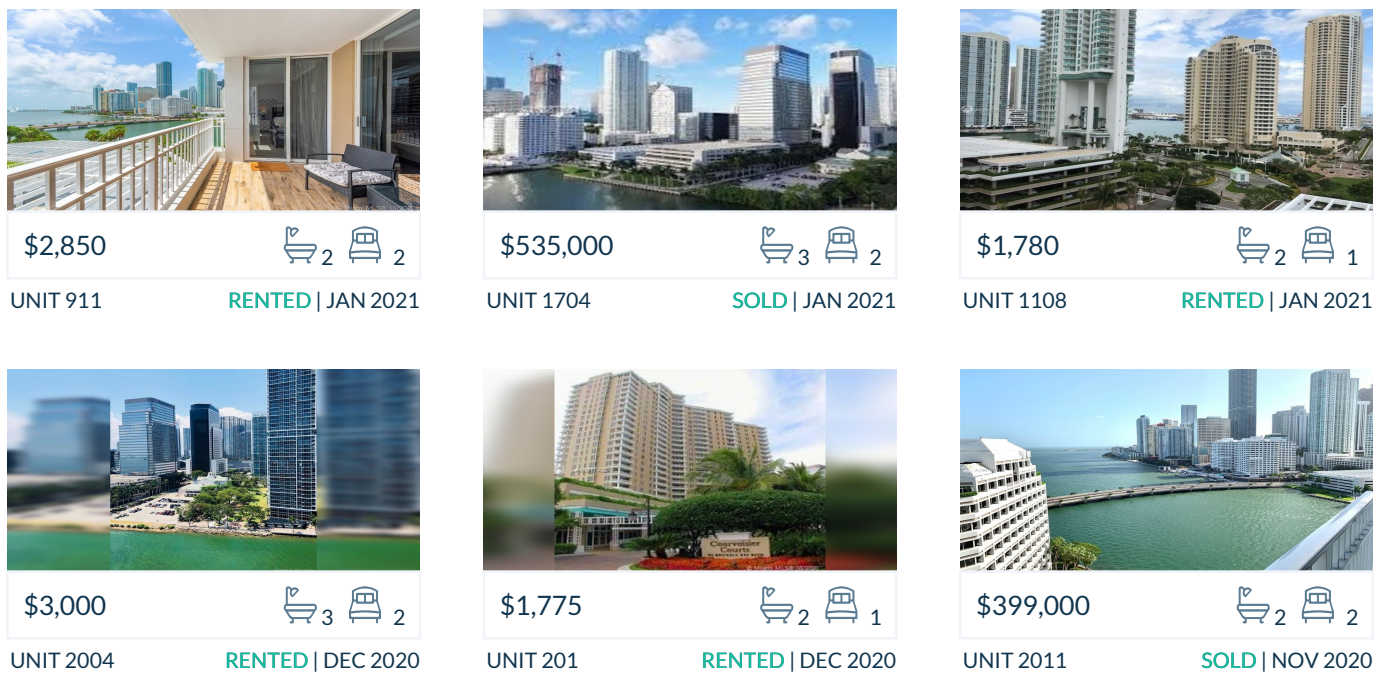 $2,850 2 2
UNIT 911 RENTED | JAN 2021
$535,000 3 2
UNIT 1704 SOLD | JAN 2021
$1,780 2 1
UNIT 1108 RENTED | JAN 2021
$3,000 3 2
UNIT 2004 RENTED | DEC 2020
Courvoisier
Courts
$1,775 2 1
UNIT 201 RENTED | DEC 2020
$399,000 2 2
UNIT 2011 SOLD | NOV 2020